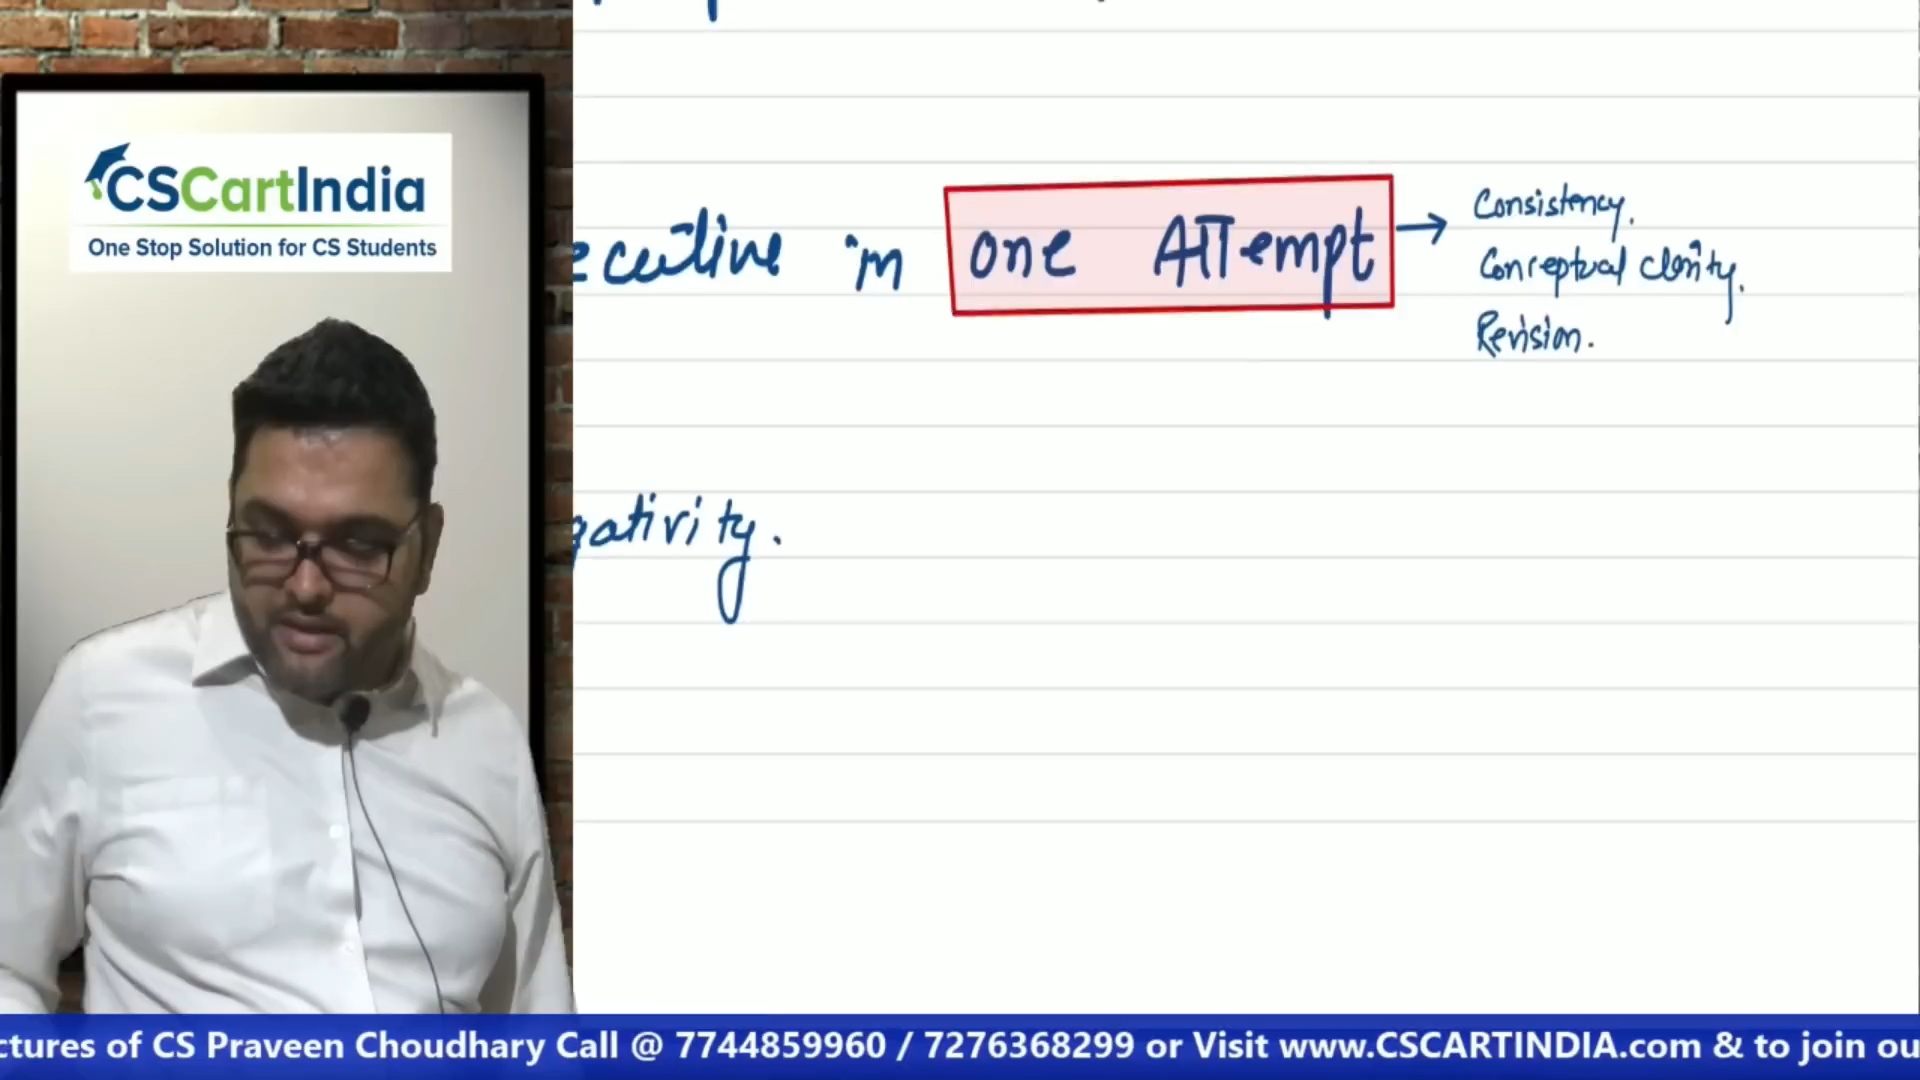 CSCartIndia
One Stop Solution for CS Students
ecutive in one Attempt → Consistency.
Conceptual clarity.
Revision.
gativity.
ctures of CS Praveen Choudhary Call @ 7744859960 / 7276368299 or Visit www.CSCARTINDIA.com & to join ou